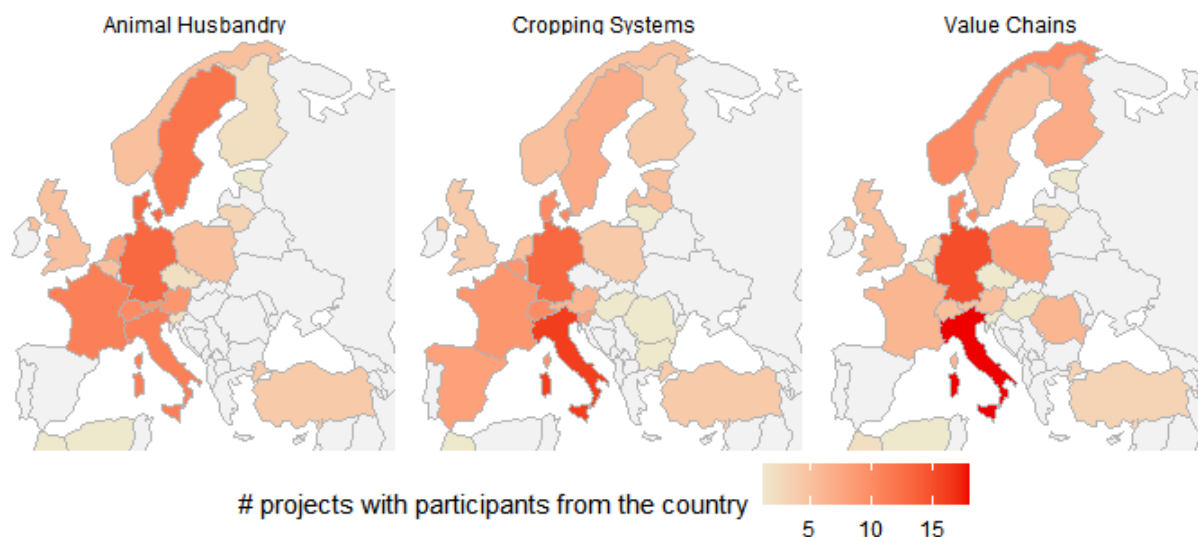 Animal Husbandry
Cropping Systems
Value Chains
# projects with participants from the country
5 10 15